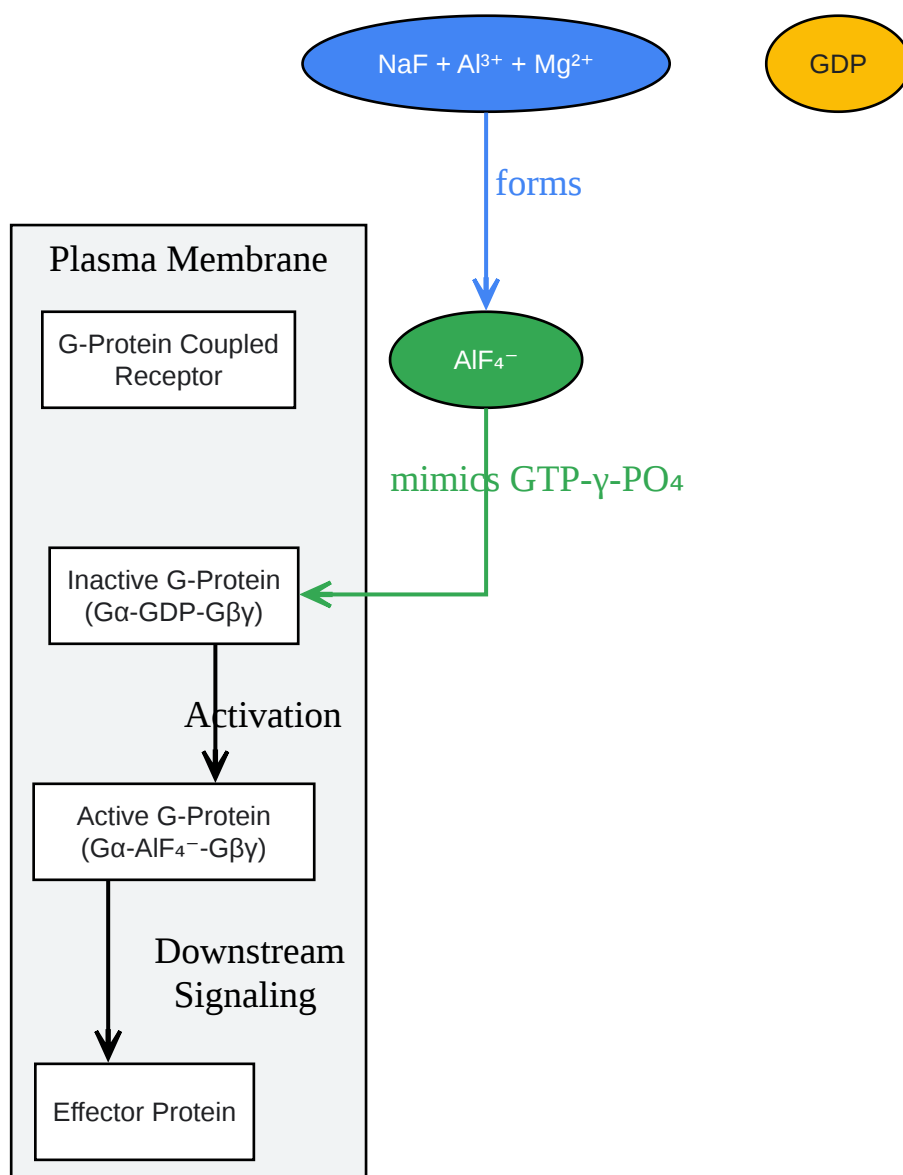 NaF + Al³⁺ + Mg²⁺
GDP
forms
Plasma Membrane
G-Protein Coupled
Receptor
AlF₄⁻
mimics GTP-γ-PO₄
Inactive G-Protein
(Gα-GDP-Gβγ)
Activation
Active G-Protein
(Gα-AlF₄⁻-Gβγ)
Downstream
Signaling
Effector Protein